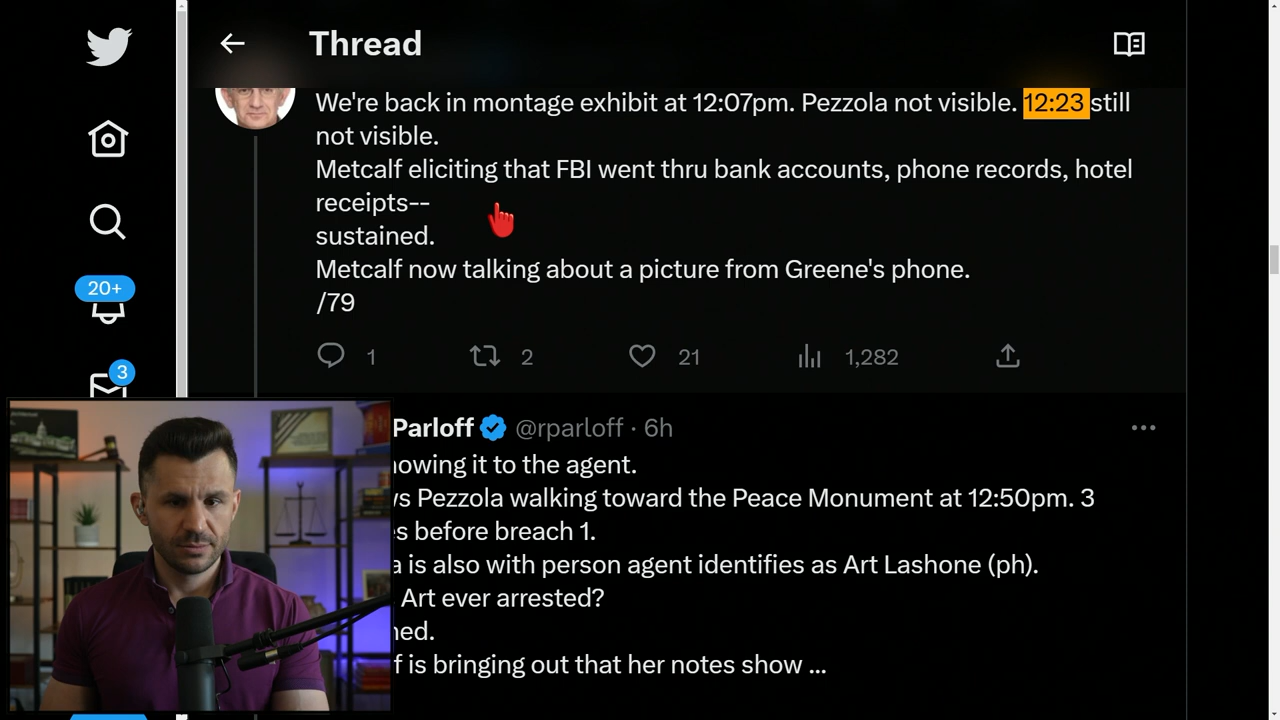 Thread
We're back in montage exhibit at 12:07pm. Pezzola not visible. 12:23 still
not visible.
Metcalf eliciting that FBI went thru bank accounts, phone records, hotel
receipts--
sustained.
Metcalf now talking about a picture from Greene's phone.
/79
20+
1 2 21 1,282
3
Parloff @rparloff · 6h
owing it to the agent.
s Pezzola walking toward the Peace Monument at 12:50pm. 3
s before breach 1.
a is also with person agent identifies as Art Lashone (ph).
Art ever arrested?
ned.
f is bringing out that her notes show ...